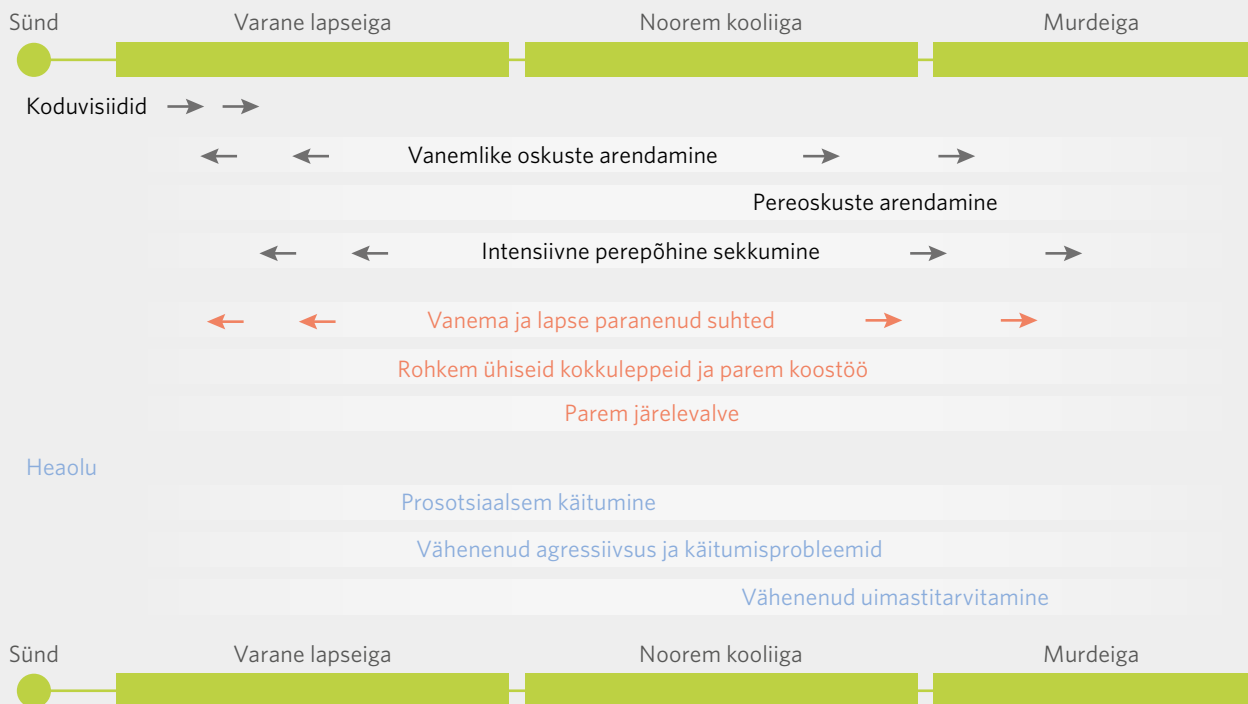 Sünd Varane lapseiga Noorem kooliiga Murdeiga
Koduvisiidid
Vanemlike oskuste arendamine
Pereoskuste arendamine
Intensiivne perepõhine sekkumine
Vanema ja lapse paranenud suhted
Rohkem ühiseid kokkuleppeid ja parem koostöö
Parem järelevalve
Heaolu
Prosotsiaalsem käitumine
Vähenenud agressiivsus ja käitumisprobleemid
Vähenenud uimastitarvitamine
Sünd Varane lapseiga Noorem kooliiga Murdeiga